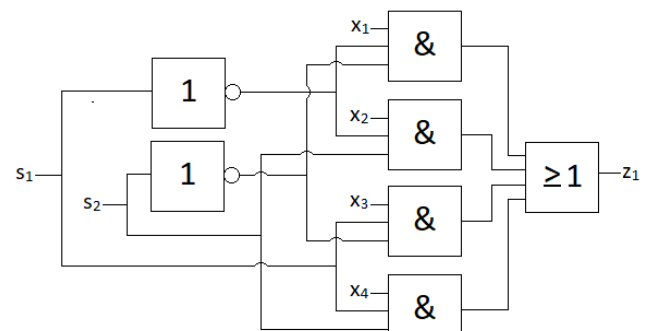 x₁
&
1
x₂
&
s₁
1
≥1
z₁
s₂
x₃
&
x₄
&